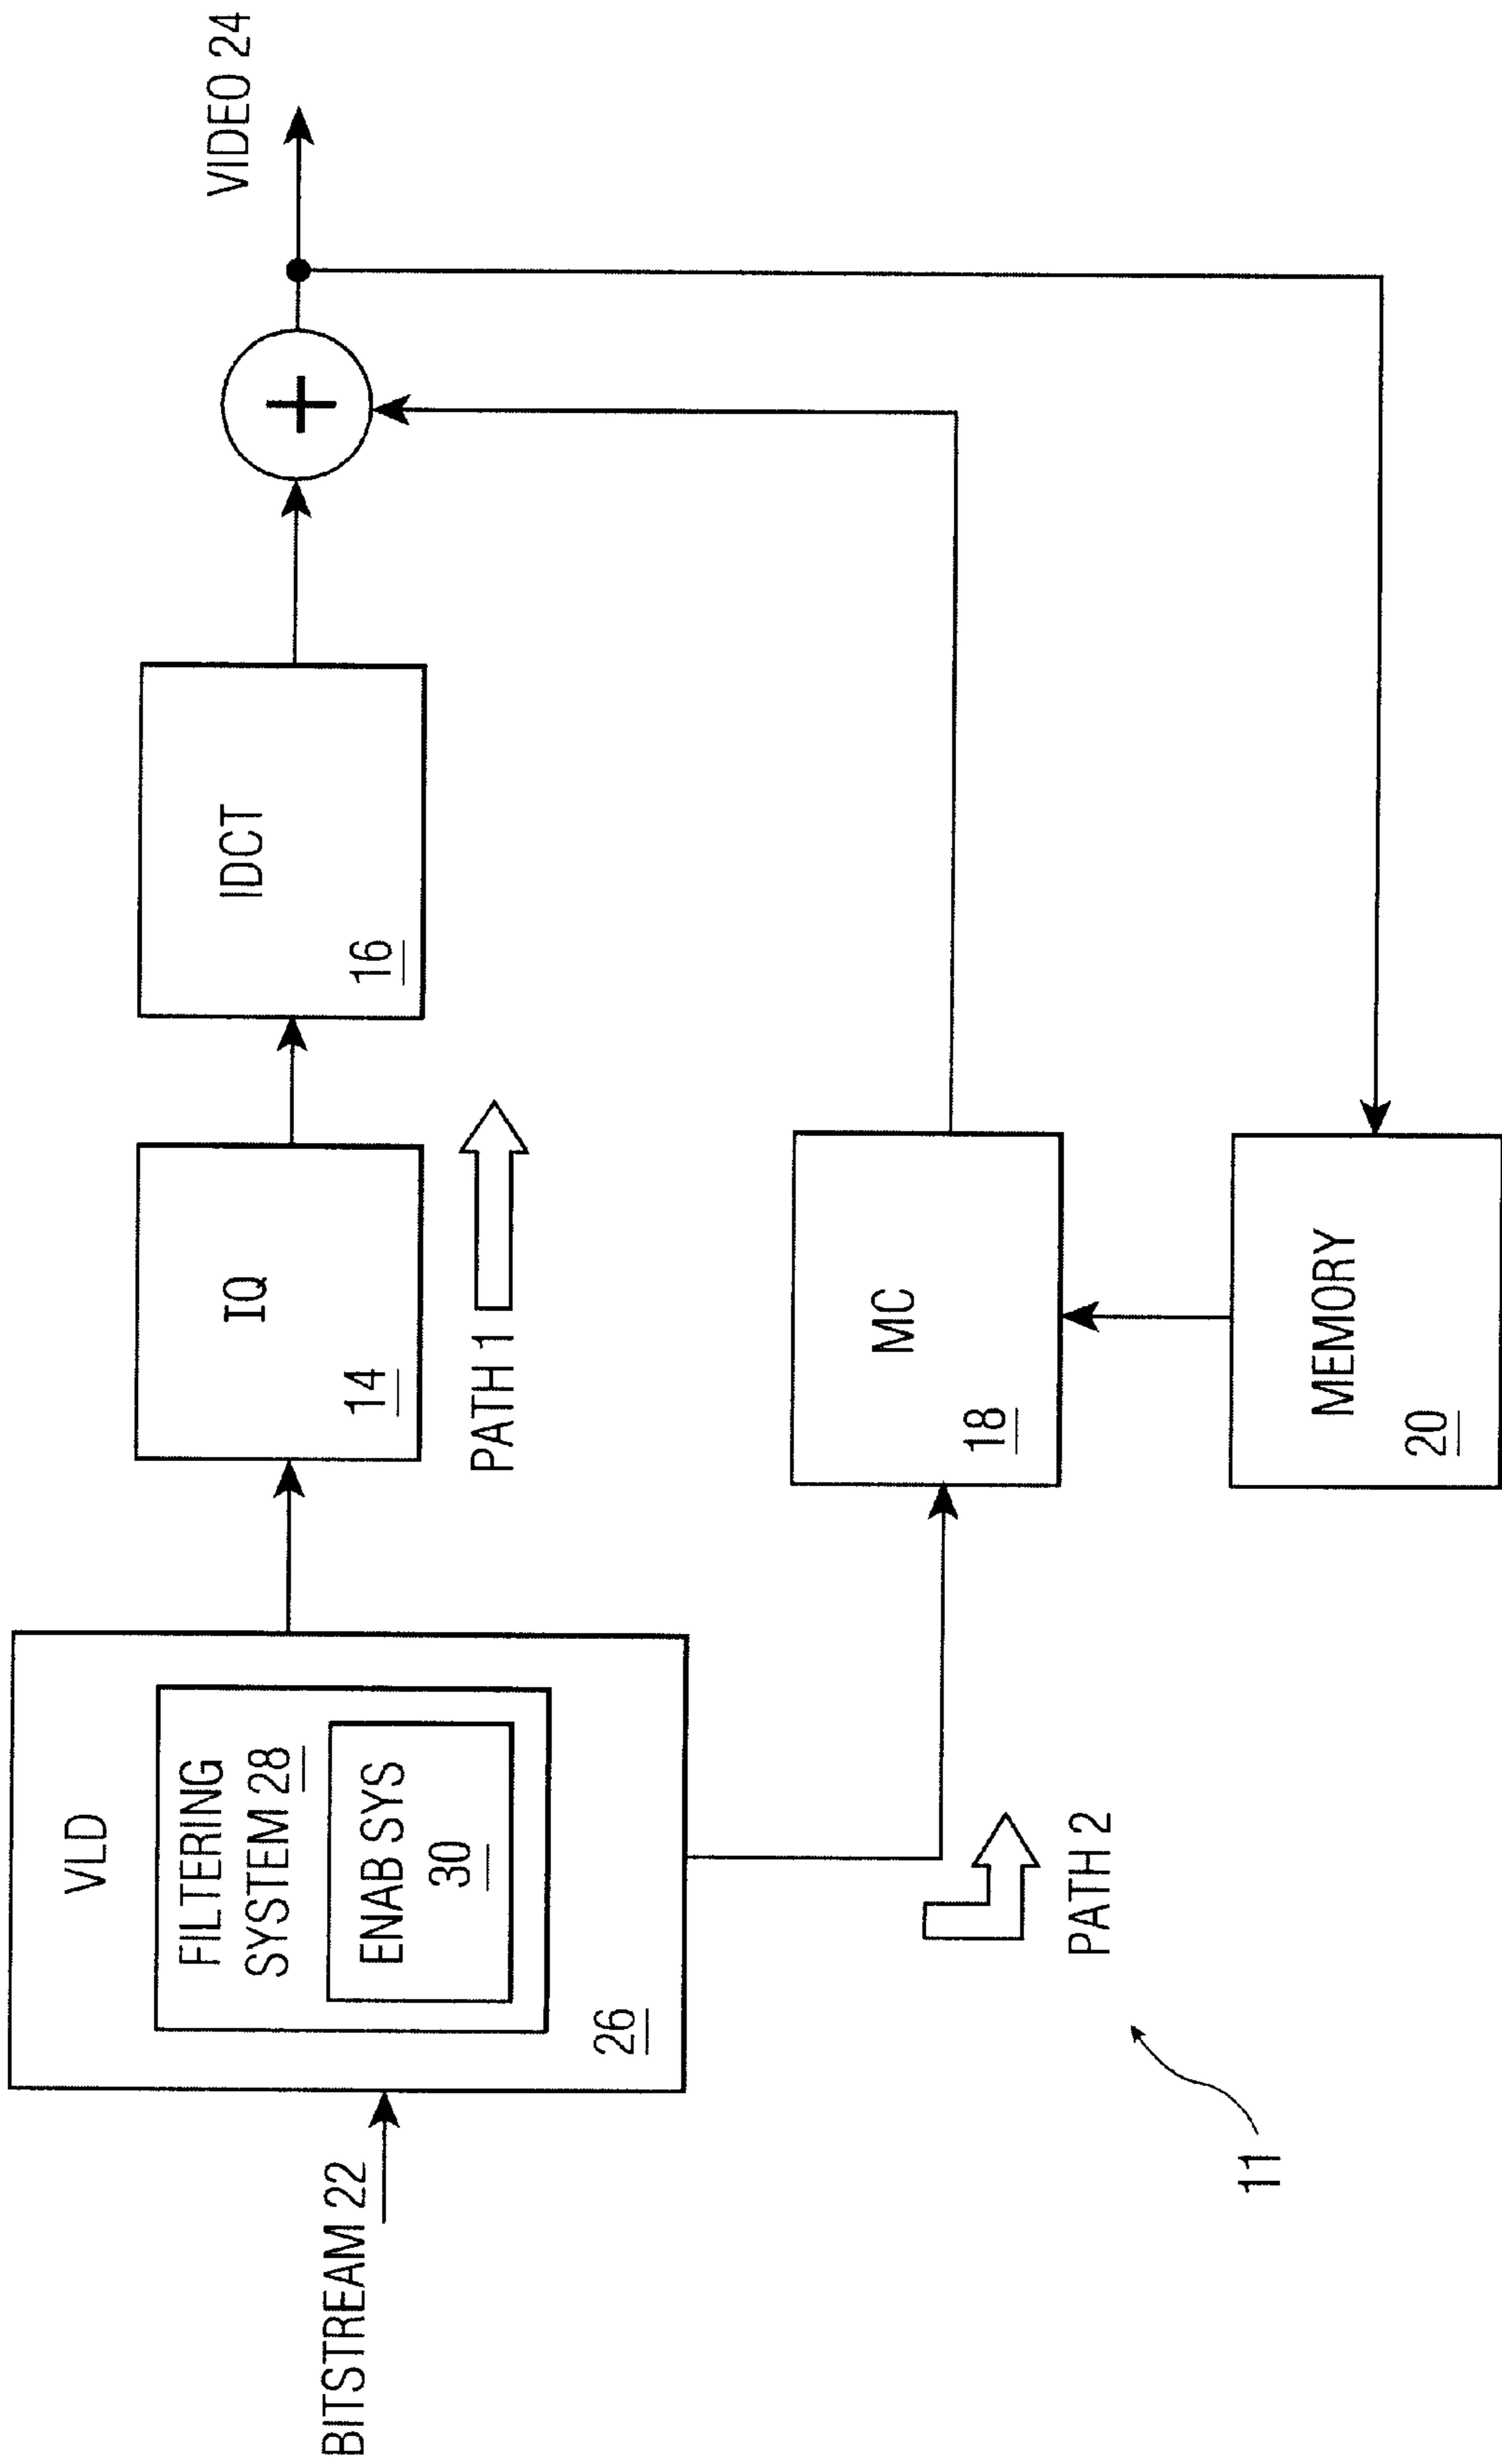 BITSTREAM 22
VLD
FILTERING
SYSTEM 28
ENAB SYS
30
26
IQ
14
PATH 1
IDCT
16
VIDEO 24
+
PATH 2
MC
18
MEMORY
20
11